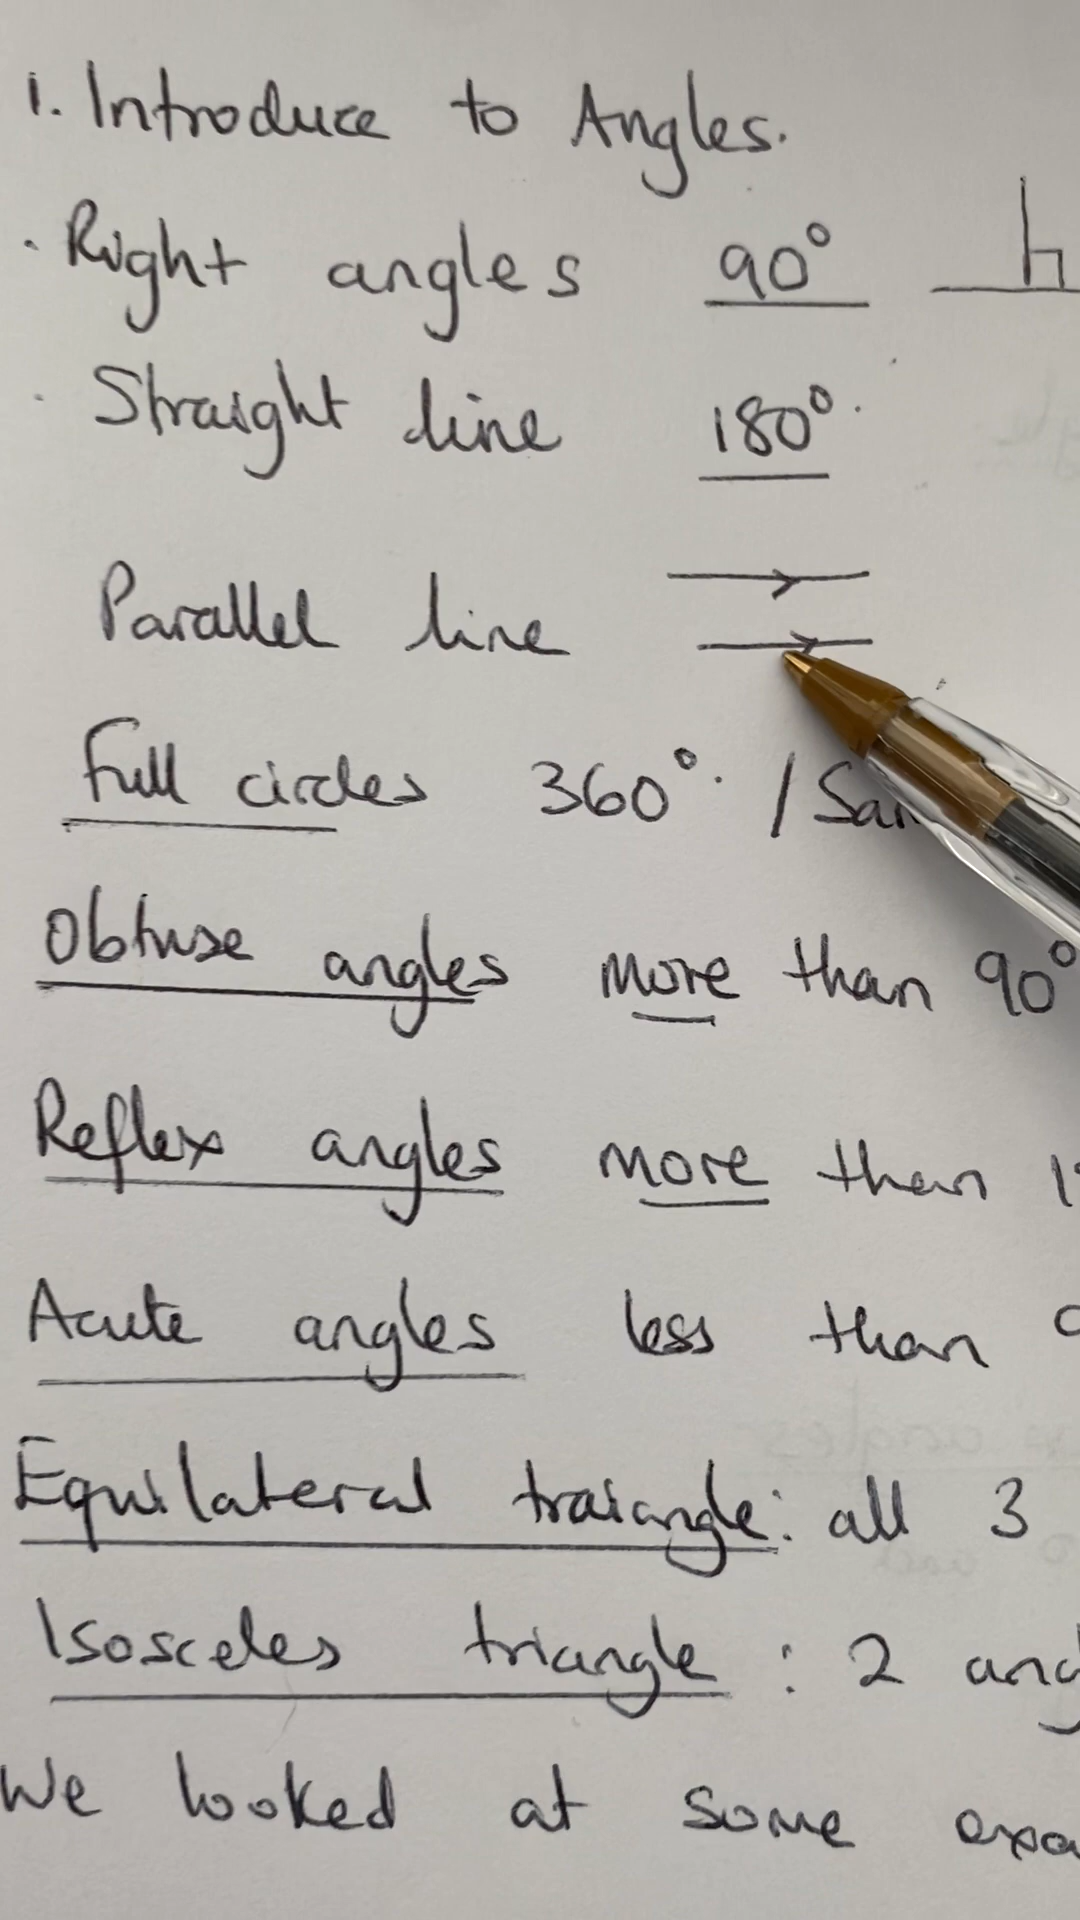 1. Introduce to Angles.
· Right angles 90°
· Straight line 180°.
Parallel line
Full circles 360°. /
Obtuse angles more than 90°
Reflex angles more than
Acute angles less than
Equilateral traiangle: all 3
Isosceles triangle : 2
We looked at some